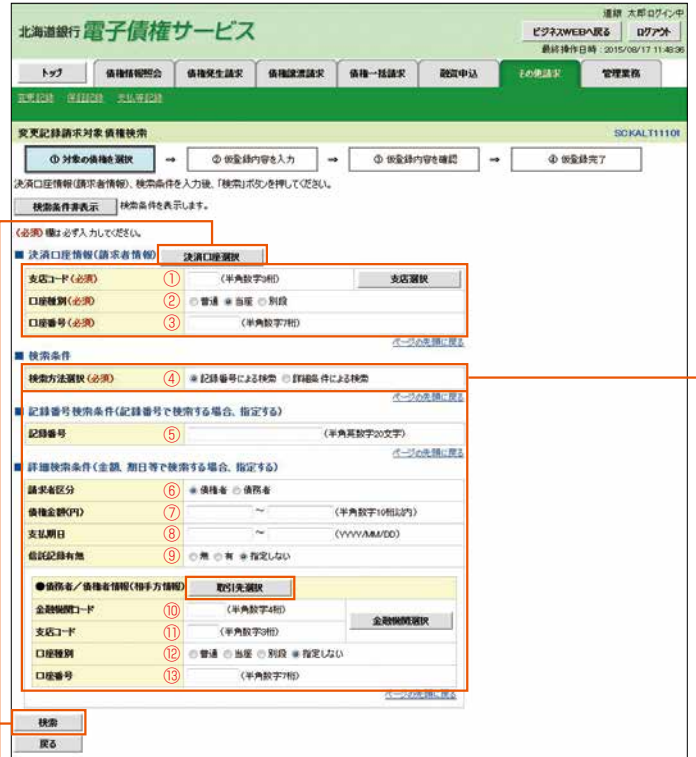 道銀 太郎ログイン中
北海道銀行 電子債権サービス
ビジネスWEBへ戻る ログアウト
最終操作日時：2015/08/17 11:48:36
トップ 債権情報照会 債権発生請求 債権譲渡請求 債権一括請求 融資申込 その他請求 管理業務
変更記録 保証記録 支払等記録
変更記録請求対象債権検索 SCKALT11101
① 対象の債権を選択 → ② 仮登録内容を入力 → ③ 仮登録内容を確認 → ④ 仮登録完了
決済口座情報(請求者情報)、検索条件を入力後、「検索」ボタンを押してください。
検索条件非表示 検索条件を表示します。
(必須)欄は必ず入力してください。
■ 決済口座情報(請求者情報) 決済口座選択
支店コード(必須) ① (半角数字3桁) 支店選択
口座種別(必須) ② 普通 当座 別段
口座番号(必須) ③ (半角数字7桁)
ページの先頭に戻る
■ 検索条件
検索方法選択(必須) ④ 記録番号による検索 詳細条件による検索
ページの先頭に戻る
■ 記録番号検索条件(記録番号で検索する場合、指定する)
記録番号 ⑤ (半角英数字20文字)
ページの先頭に戻る
■ 詳細検索条件(金額、期日等で検索する場合、指定する)
請求者区分 ⑥ 債権者 債務者
債権金額(円) ⑦ ～ (半角数字10桁以内)
支払期日 ⑧ ～ (YYYY/MM/DD)
信託記録有無 ⑨ 無 有 指定しない
●債務者／債権者情報(相手方情報) 取引先選択
金融機関コード ⑩ (半角数字4桁) 金融機関選択
支店コード ⑪ (半角数字3桁)
口座種別 ⑫ 普通 当座 別段 指定しない
口座番号 ⑬ (半角数字7桁)
ページの先頭に戻る
検索
戻る